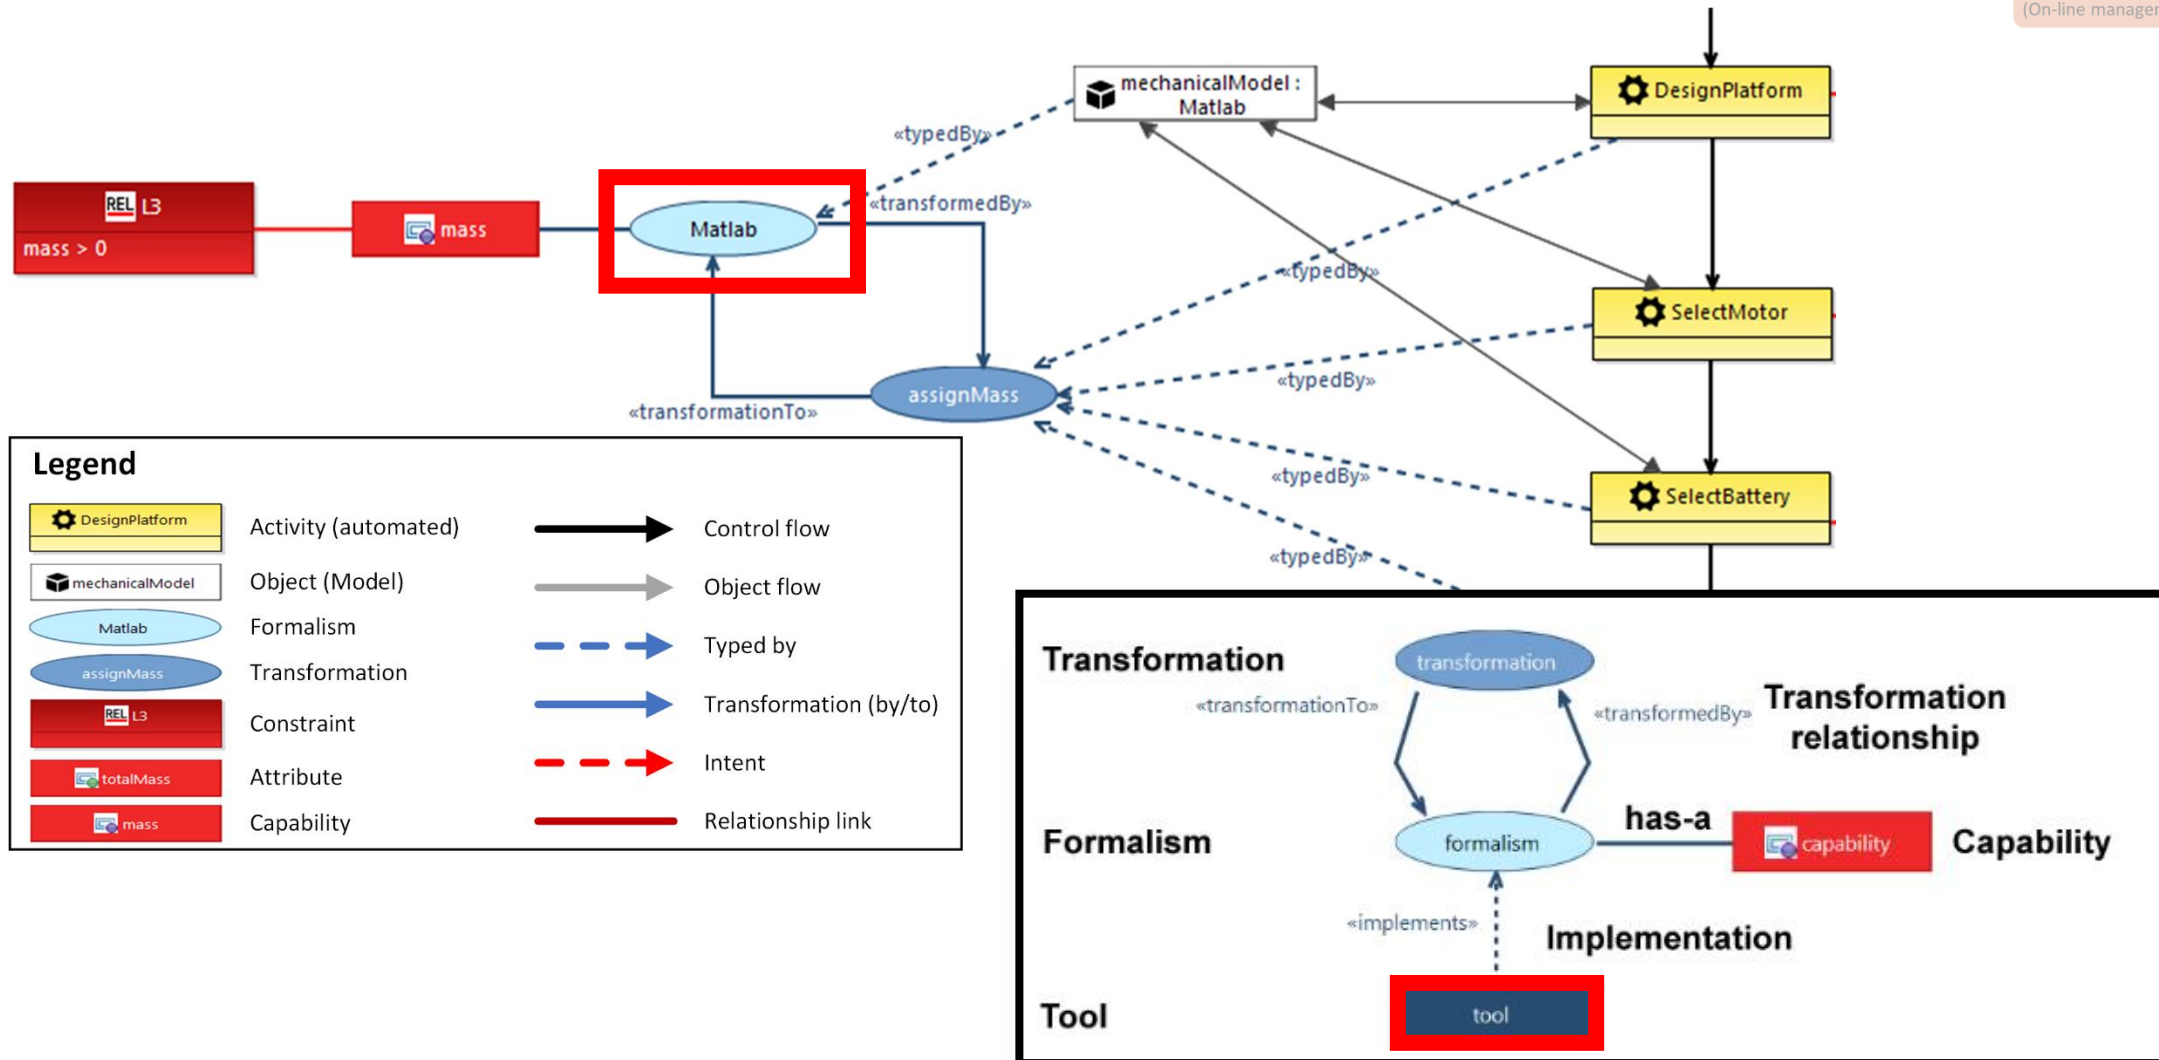 (On-line manager
mechanicalModel :
Matlab
DesignPlatform
«typedBy»
REL L3
mass > 0
mass
Matlab
«transformedBy»
«typedBy»
SelectMotor
«typedBy»
assignMass
«transformationTo»
«typedBy»
SelectBattery
«typedBy»
Legend
DesignPlatform
Activity (automated)
Control flow
mechanicalModel
Object (Model)
Object flow
Matlab
Formalism
Typed by
assignMass
Transformation
Transformation (by/to)
REL L3
Constraint
Intent
totalMass
Attribute
mass
Capability
Relationship link
Transformation
transformation
«transformationTo»
«transformedBy»
Transformation
relationship
Formalism
formalism
has-a
capability
Capability
«implements»
Implementation
Tool
tool